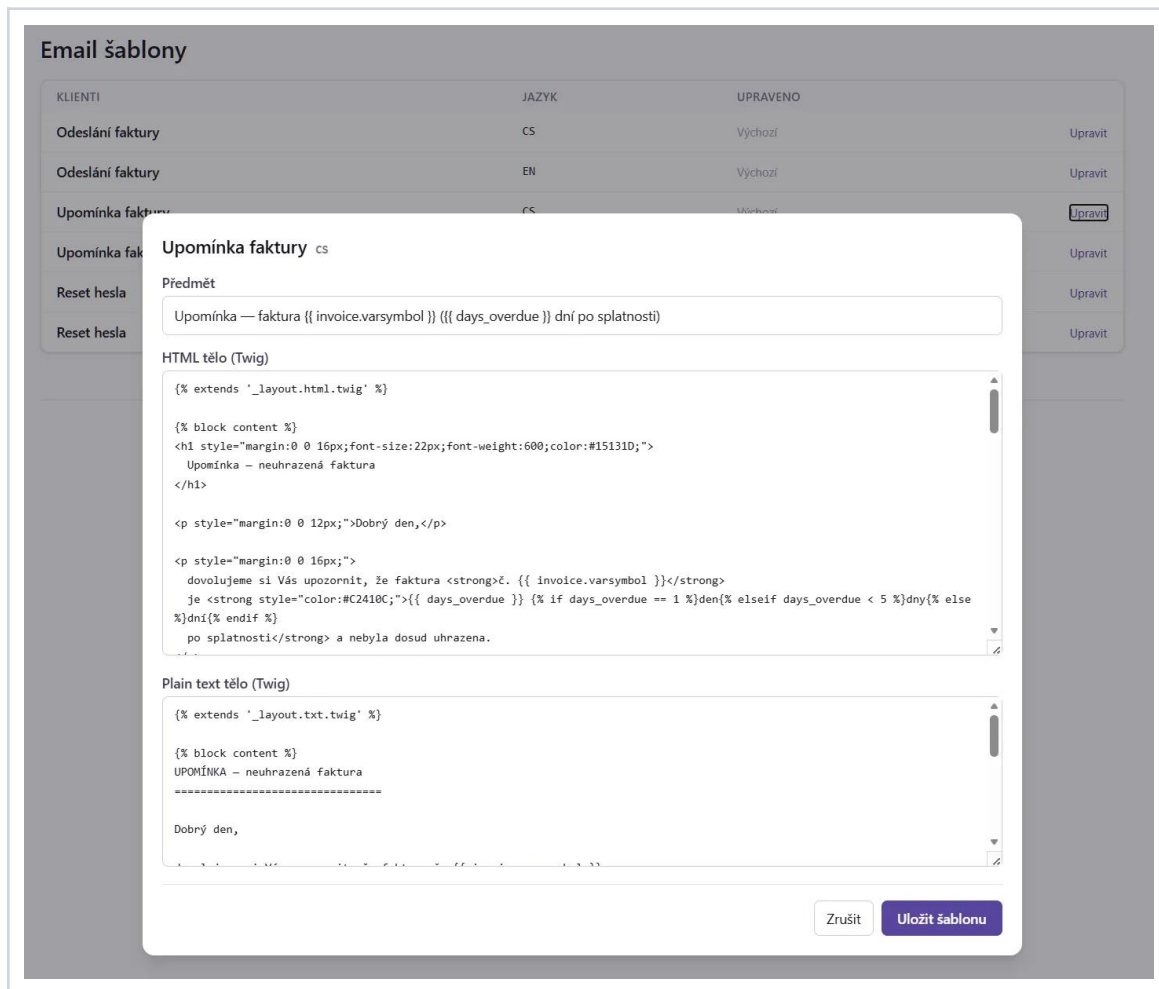 Email šablony
KLIENTI JAZYK UPRAVENO
Odeslání faktury CS Výchozí Upravit
Odeslání faktury EN Výchozí Upravit
Upomínka faktury CS Výchozí Upravit
Upomínka fak Upravit
Reset hesla Upravit
Reset hesla Upravit
Upomínka faktury cs
Předmět
Upomínka — faktura {{ invoice.varsymbol }} ({{ days_overdue }} dní po splatnosti)
HTML tělo (Twig)
{% extends '_layout.html.twig' %}
{% block content %}
<h1 style="margin:0 0 16px;font-size:22px;font-weight:600;color:#15131D;">
Upomínka — neuhrazená faktura
</h1>
<p style="margin:0 0 12px;">Dobrý den,</p>
<p style="margin:0 0 16px;">
dovolujeme si Vás upozornit, že faktura <strong>č. {{ invoice.varsymbol }}</strong>
je <strong style="color:#C2410C;">{{ days_overdue }} {% if days_overdue == 1 %}den{% elseif days_overdue < 5 %}dny{% else
%}dní{% endif %}
po splatnosti</strong> a nebyla dosud uhrazena.
Plain text tělo (Twig)
{% extends '_layout.txt.twig' %}
{% block content %}
UPOMÍNKA — neuhrazená faktura
================================
Dobrý den,
Zrušit Uložit šablonu